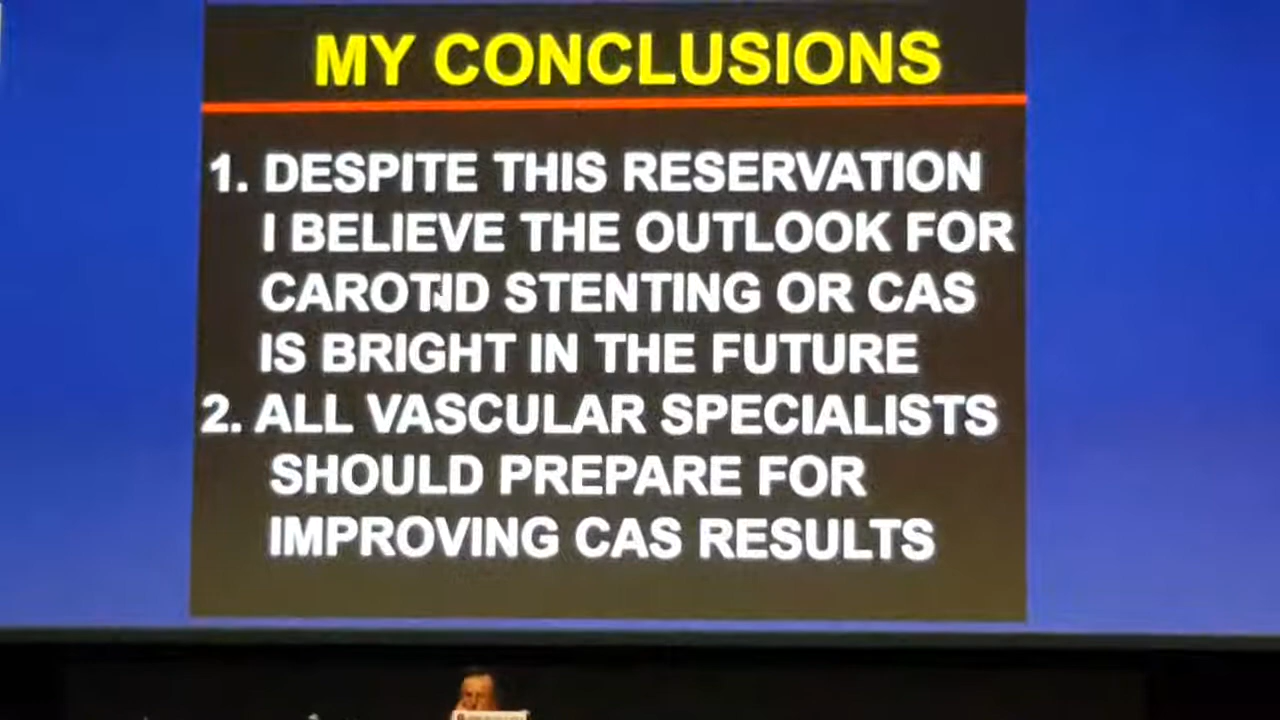 MY CONCLUSIONS
1. DESPITE THIS RESERVATION
I BELIEVE THE OUTLOOK FOR
CAROTID STENTING OR CAS
IS BRIGHT IN THE FUTURE
2. ALL VASCULAR SPECIALISTS
SHOULD PREPARE FOR
IMPROVING CAS RESULTS